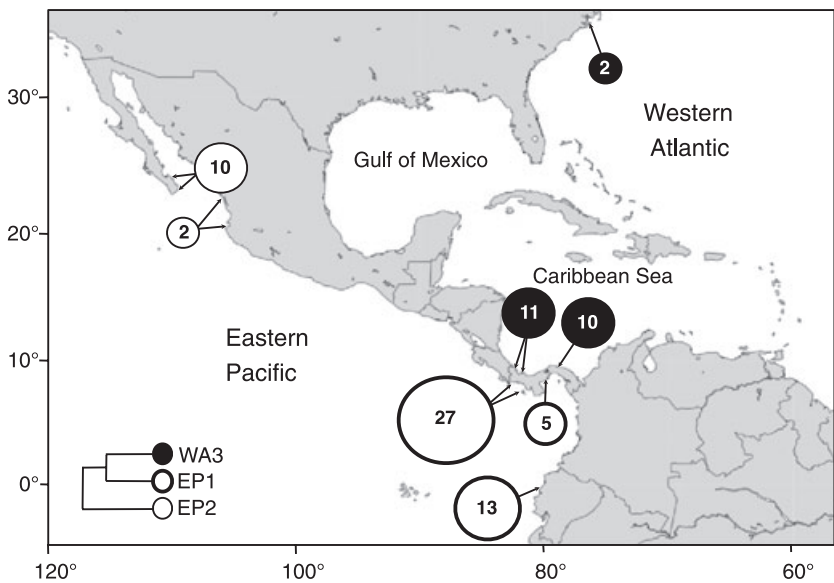 2
Western
Atlantic
30°
Gulf of Mexico
10
20°
2
Caribbean Sea
11
10
Eastern
Pacific
10°
27
5
WA3
EP1
EP2
0°
13
120°
100°
80°
60°